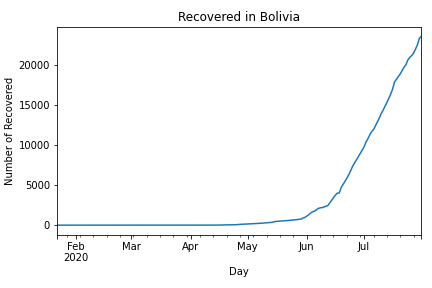 Recovered in Bolivia
Number of Recovered
20000
15000
10000
5000
0
Feb Mar Apr May Jun Jul
2020
Day